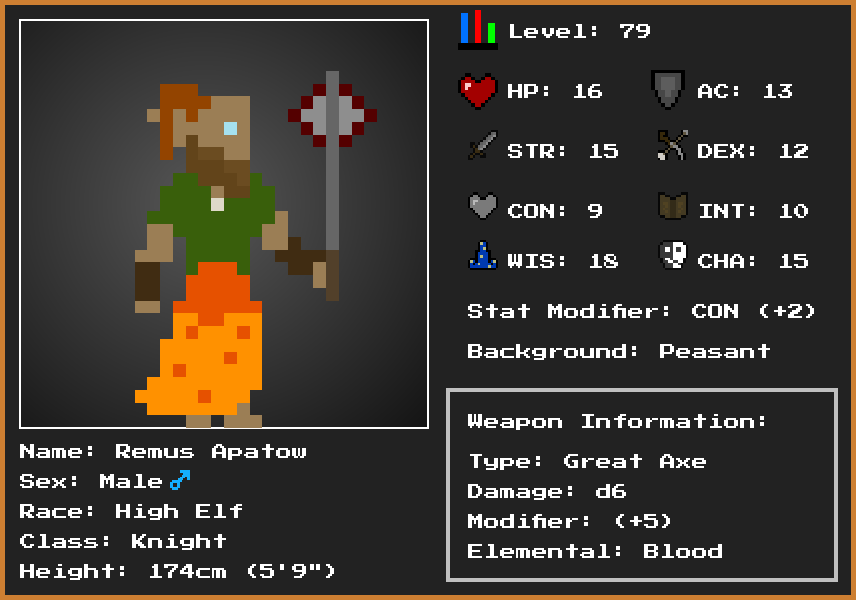 Level: 79
HP: 16
AC: 13
STR: 15
DEX: 12
CON: 9
INT: 10
WIS: 18
CHA: 15
Stat Modifier: CON (+2)
Background: Peasant
Weapon Information:
Type: Great Axe
Damage: d6
Modifier: (+5)
Elemental: Blood
Name: Remus Apatow
Sex: Male♂
Race: High Elf
Class: Knight
Height: 174cm (5'9")